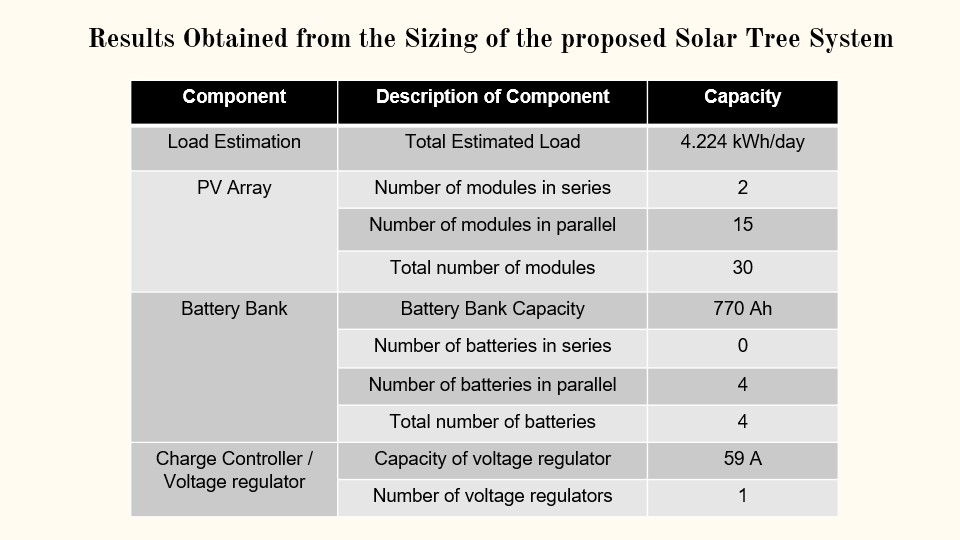 Results Obtained from the Sizing of the proposed Solar Tree System
Component Description of Component Capacity
Load Estimation Total Estimated Load 4.224 kWh/day
PV Array Number of modules in series 2
Number of modules in parallel 15
Total number of modules 30
Battery Bank Battery Bank Capacity 770 Ah
Number of batteries in series 0
Number of batteries in parallel 4
Total number of batteries 4
Charge Controller / Capacity of voltage regulator 59 A
Voltage regulator
Number of voltage regulators 1